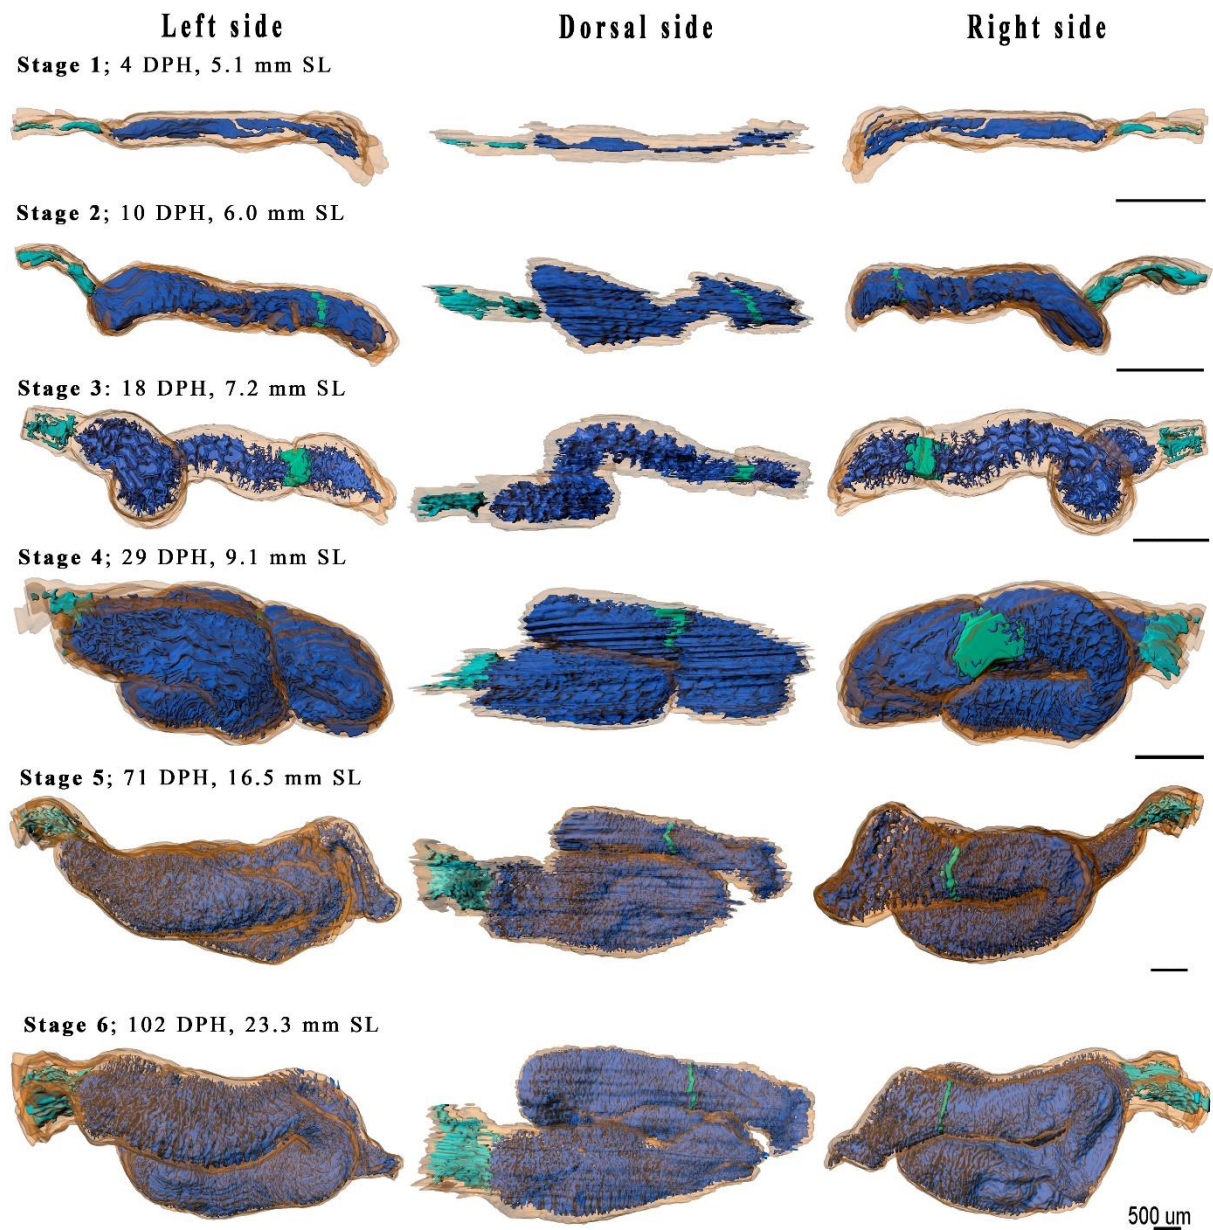 Left side Dorsal side Right side
Stage 1; 4 DPH, 5.1 mm SL
Stage 2; 10 DPH, 6.0 mm SL
Stage 3: 18 DPH, 7.2 mm SL
Stage 4; 29 DPH, 9.1 mm SL
Stage 5; 71 DPH, 16.5 mm SL
Stage 6; 102 DPH, 23.3 mm SL
500 um